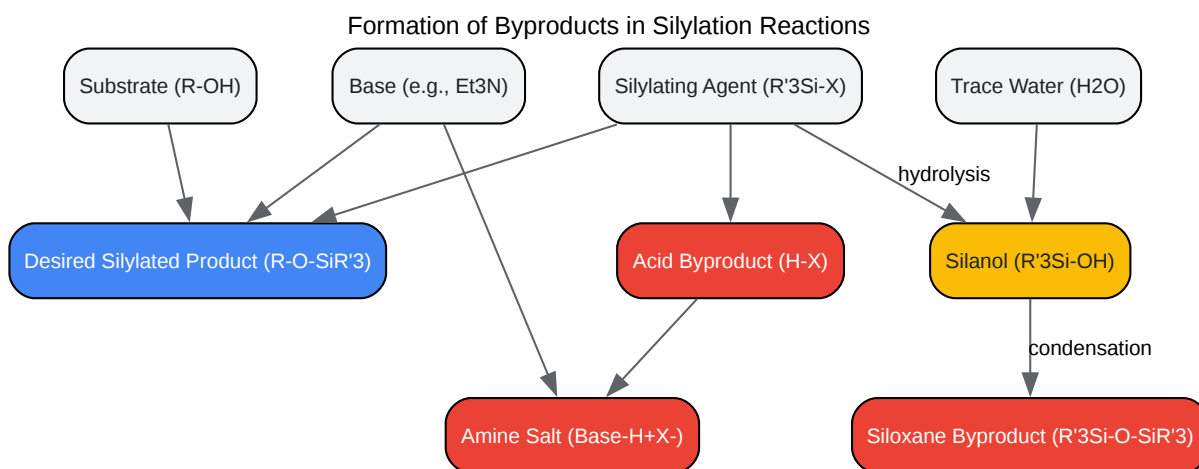 Formation of Byproducts in Silylation Reactions
Substrate (R-OH)
Base (e.g., Et3N)
Silylating Agent (R'3Si-X)
Trace Water (H2O)
hydrolysis
Desired Silylated Product (R-O-SiR'3)
Acid Byproduct (H-X)
Silanol (R'3Si-OH)
condensation
Amine Salt (Base-H+X-)
Siloxane Byproduct (R'3Si-O-SiR'3)